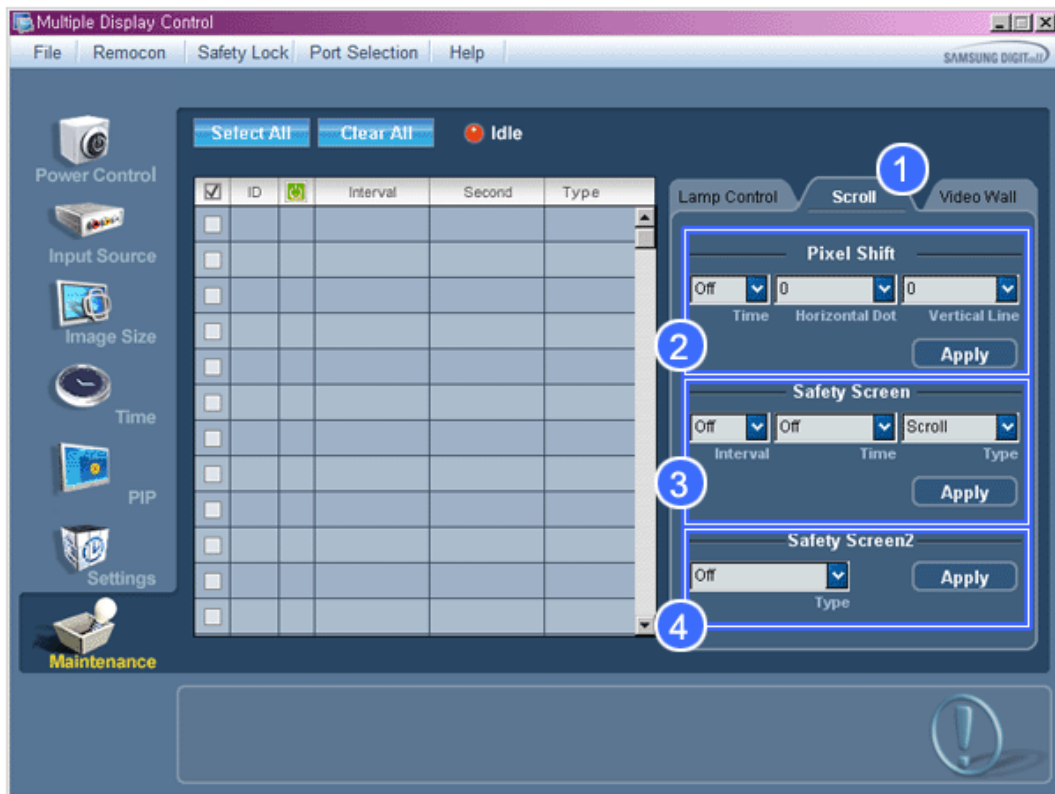 Multiple Display Control
File Remocon Safety Lock Port Selection Help
SAMSUNG DIGITall
Select All Clear All Idle
Power Control
Input Source
Image Size
Time
PIP
Settings
Maintenance
ID Interval Second Type
1
Lamp Control Scroll Video Wall
Pixel Shift
Off 0 0
Time Horizontal Dot Vertical Line
2
Apply
Safety Screen
Off Off Scroll
Interval Time Type
3
Apply
Safety Screen2
Off Apply
Type
4